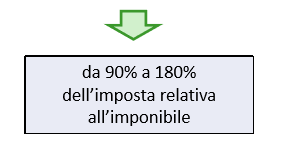 da 90% a 180%
dell’imposta relativa
all’imponibile